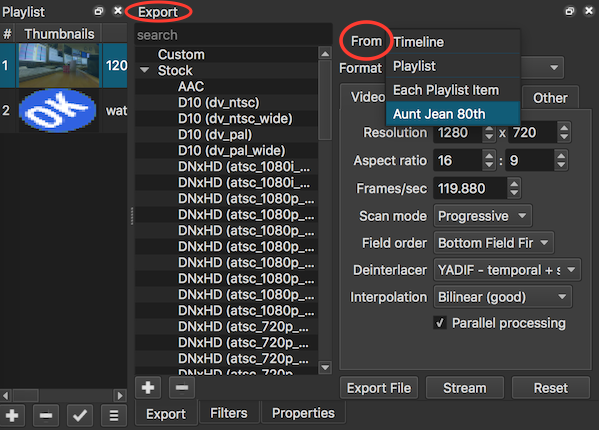 Playlist
# Thumbnails
1 120
2 OK wat
Export
search
Custom
Stock
AAC
D10 (dv_ntsc)
D10 (dv_ntsc_wide)
D10 (dv_pal)
D10 (dv_pal_wide)
DNxHD (atsc_1080i_...
DNxHD (atsc_1080i_...
DNxHD (atsc_1080p_...
DNxHD (atsc_1080p_...
DNxHD (atsc_1080p_...
DNxHD (atsc_1080p_...
DNxHD (atsc_1080p_...
DNxHD (atsc_1080p_...
DNxHD (atsc_1080p_...
DNxHD (atsc_1080p_...
DNxHD (atsc_720p_...
DNxHD (atsc_720p_...
DNxHD (atsc_720p_...
DNxHD (atsc_720p_...
From
Timeline
Playlist
Each Playlist Item
Aunt Jean 80th
Format
Video Other
Resolution 1280 x 720
Aspect ratio 16 : 9
Frames/sec 119.880
Scan mode Progressive
Field order Bottom Field Fir
Deinterlacer YADIF - temporal + s
Interpolation Bilinear (good)
Parallel processing
Export File Stream Reset
Export Filters Properties